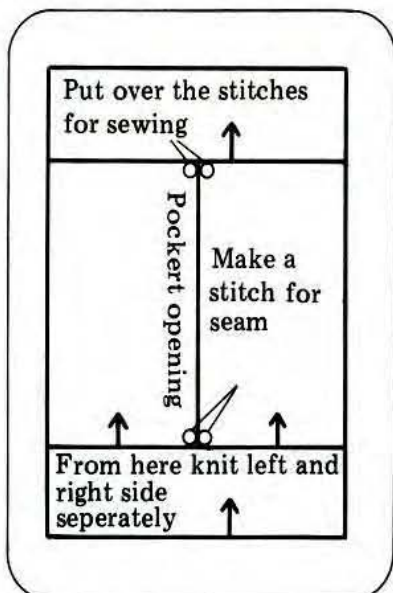 Put over the stitches
for sewing
Pockert opening
Make a
stitch for
seam
From here knit left and
right side
seperately